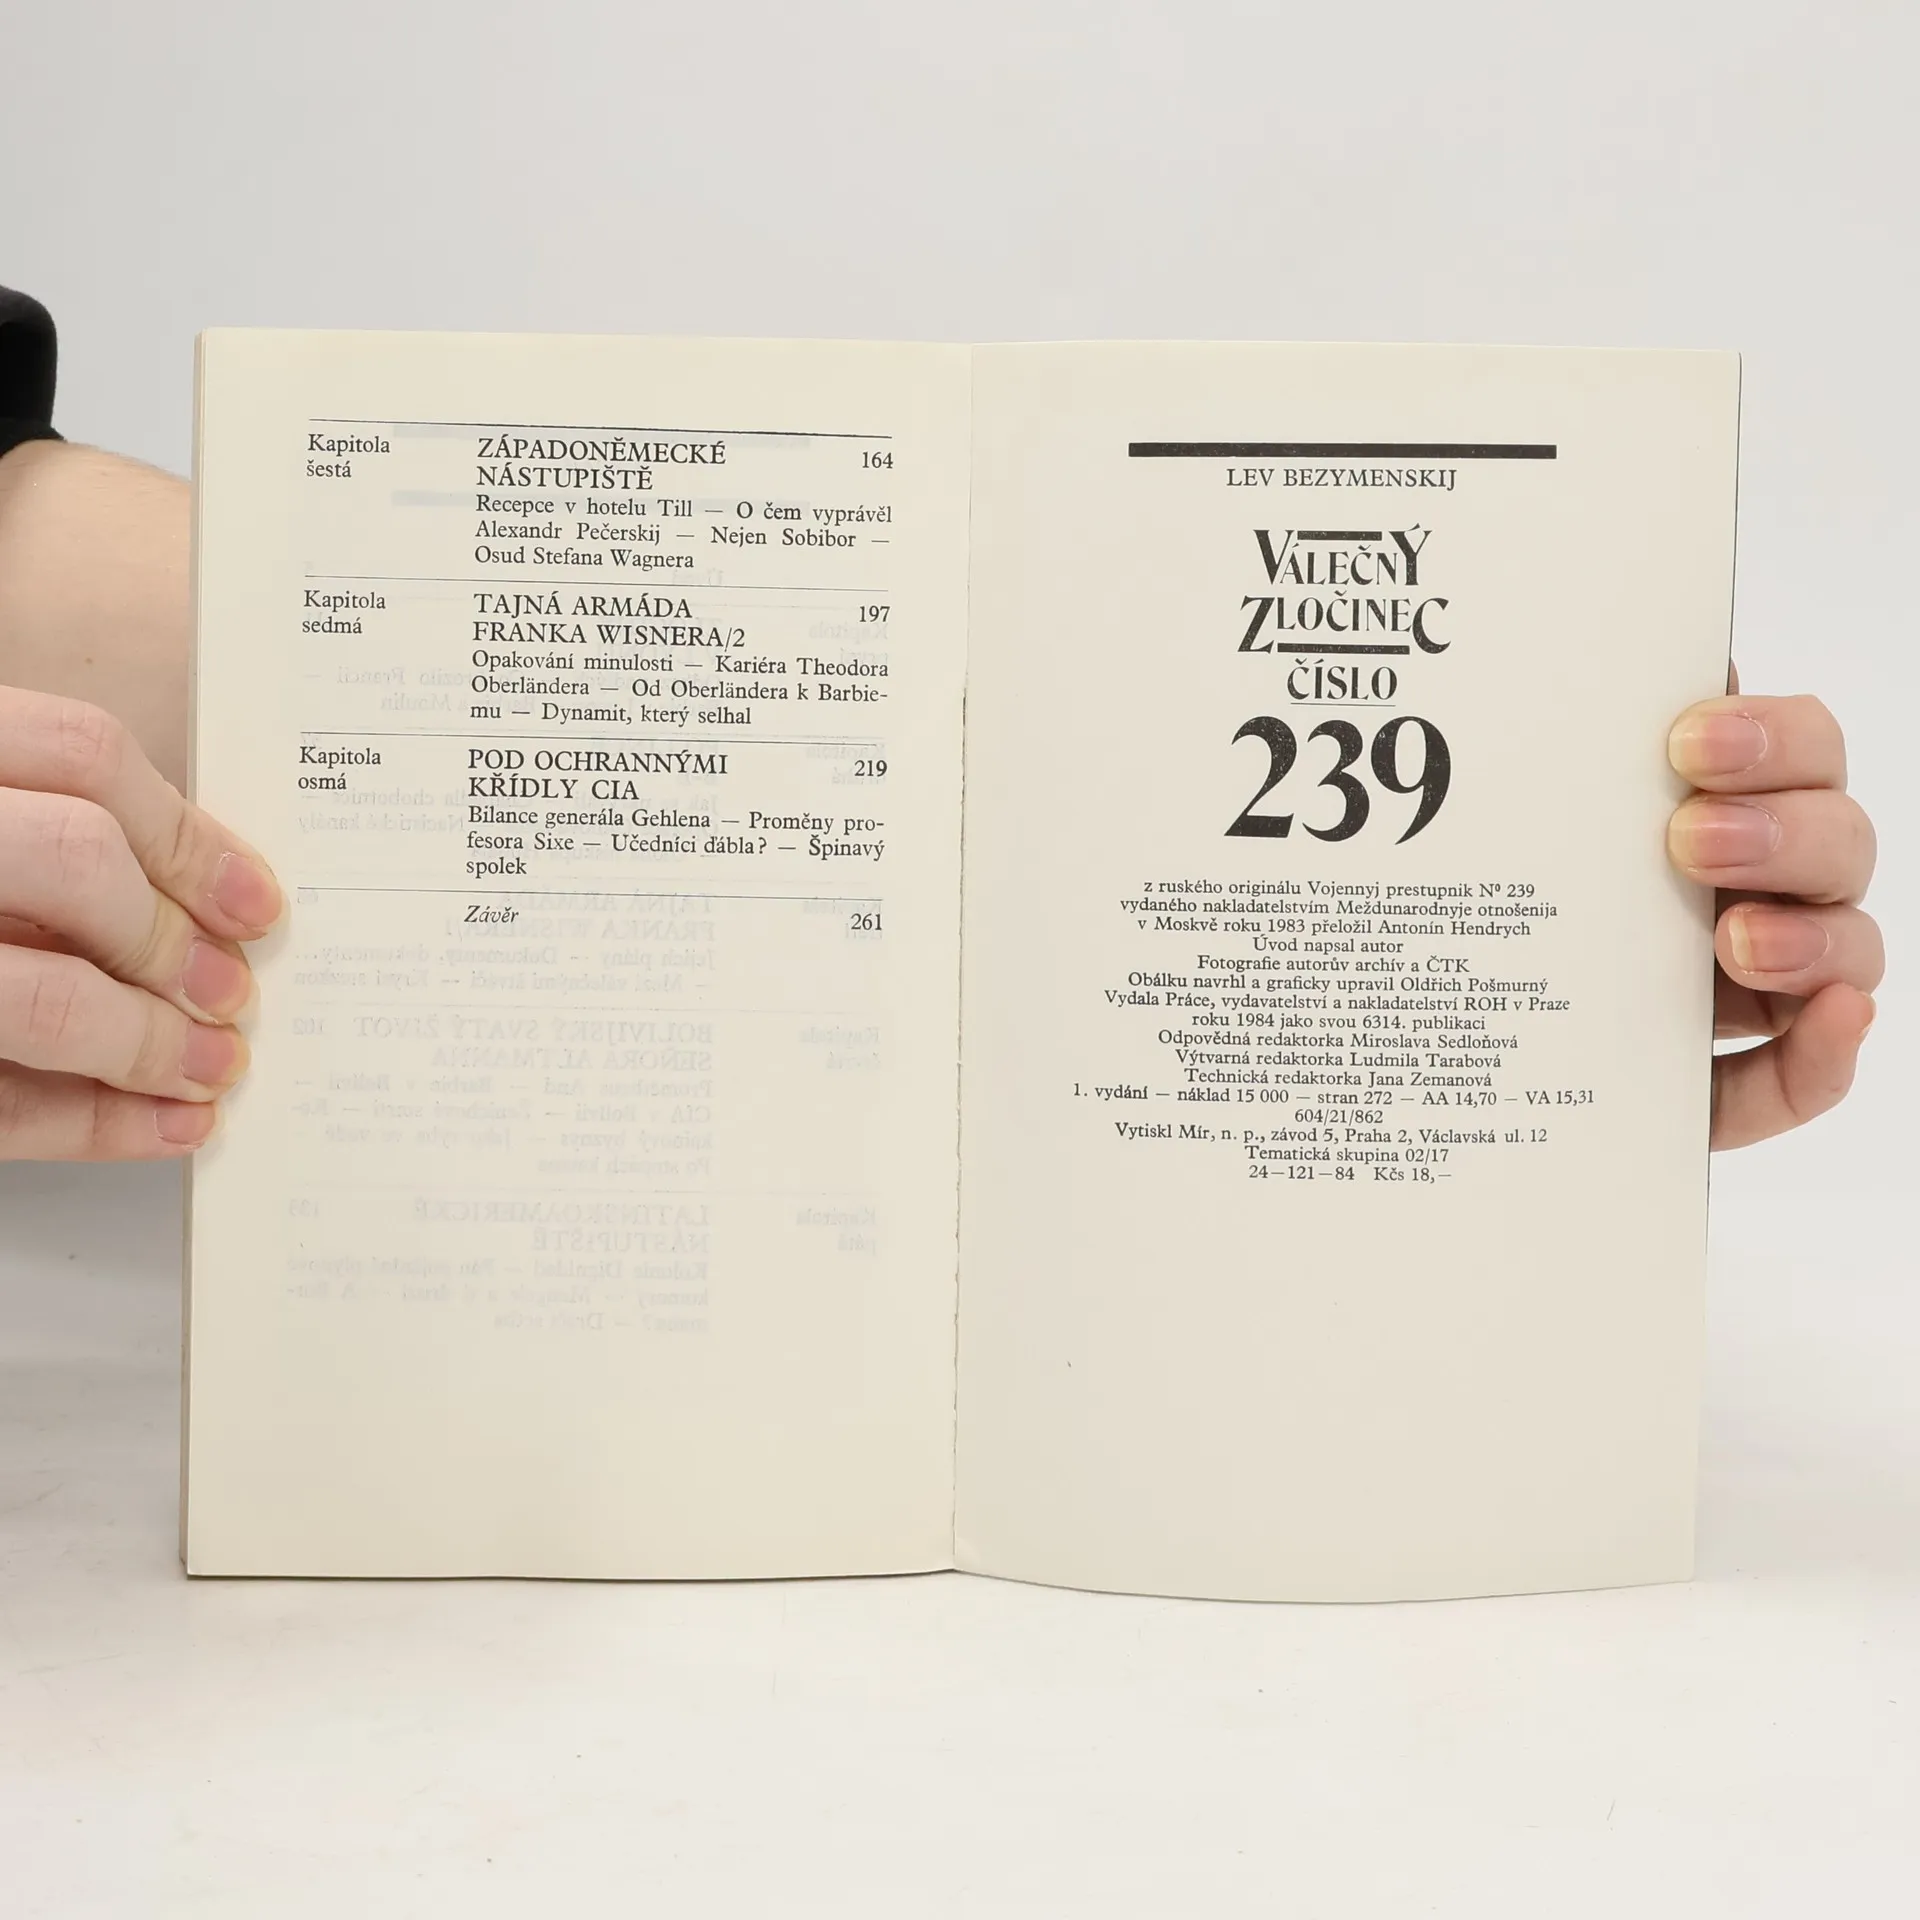 Kapitola
šestá
ZÁPADONĚMECKÉ
NÁSTUPIŠTĚ
164
Recepce v hotelu Till — O čem vyprávěl
Alexandr Pečerskij — Nejen Sobibor —
Osud Stefana Wagnera
Kapitola
sedmá
TAJNÁ ARMÁDA
FRANKA WISNERA/2
197
Opakování minulosti — Kariéra Theodora
Oberländera — Od Oberländera k Barbie-
mu — Dynamit, který selhal
Kapitola
osmá
POD OCHRANNÝMI
KŘÍDLY CIA
219
Bilance generála Gehlena — Proměny pro-
fesora Sixe — Učedníci ďábla? — Špinavý
spolek
Závěr
261
LEV BEZYMENSKIJ
VÁLEČNÝ
ZLOČINEC
ČÍSLO
239
z ruského originálu Vojennyj prestupnik Nº 239
vydaného nakladatelstvím Meždunarodnyje otnošenija
v Moskvě roku 1983 přeložil Antonín Hendrych
Úvod napsal autor
Fotografie autorův archív a ČTK
Obálku navrhl a graficky upravil Oldřich Pošmurný
Vydala Práce, vydavatelství a nakladatelství ROH v Praze
roku 1984 jako svou 6314. publikaci
Odpovědná redaktorka Miroslava Sedloňová
Výtvarná redaktorka Ludmila Tarabová
Technická redaktorka Jana Zemanová
1. vydání — náklad 15 000 — stran 272 — AA 14,70 — VA 15,31
604/21/862
Vytiskl Mír, n. p., závod 5, Praha 2, Václavská ul. 12
Tematická skupina 02/17
24—121—84 Kčs 18,—